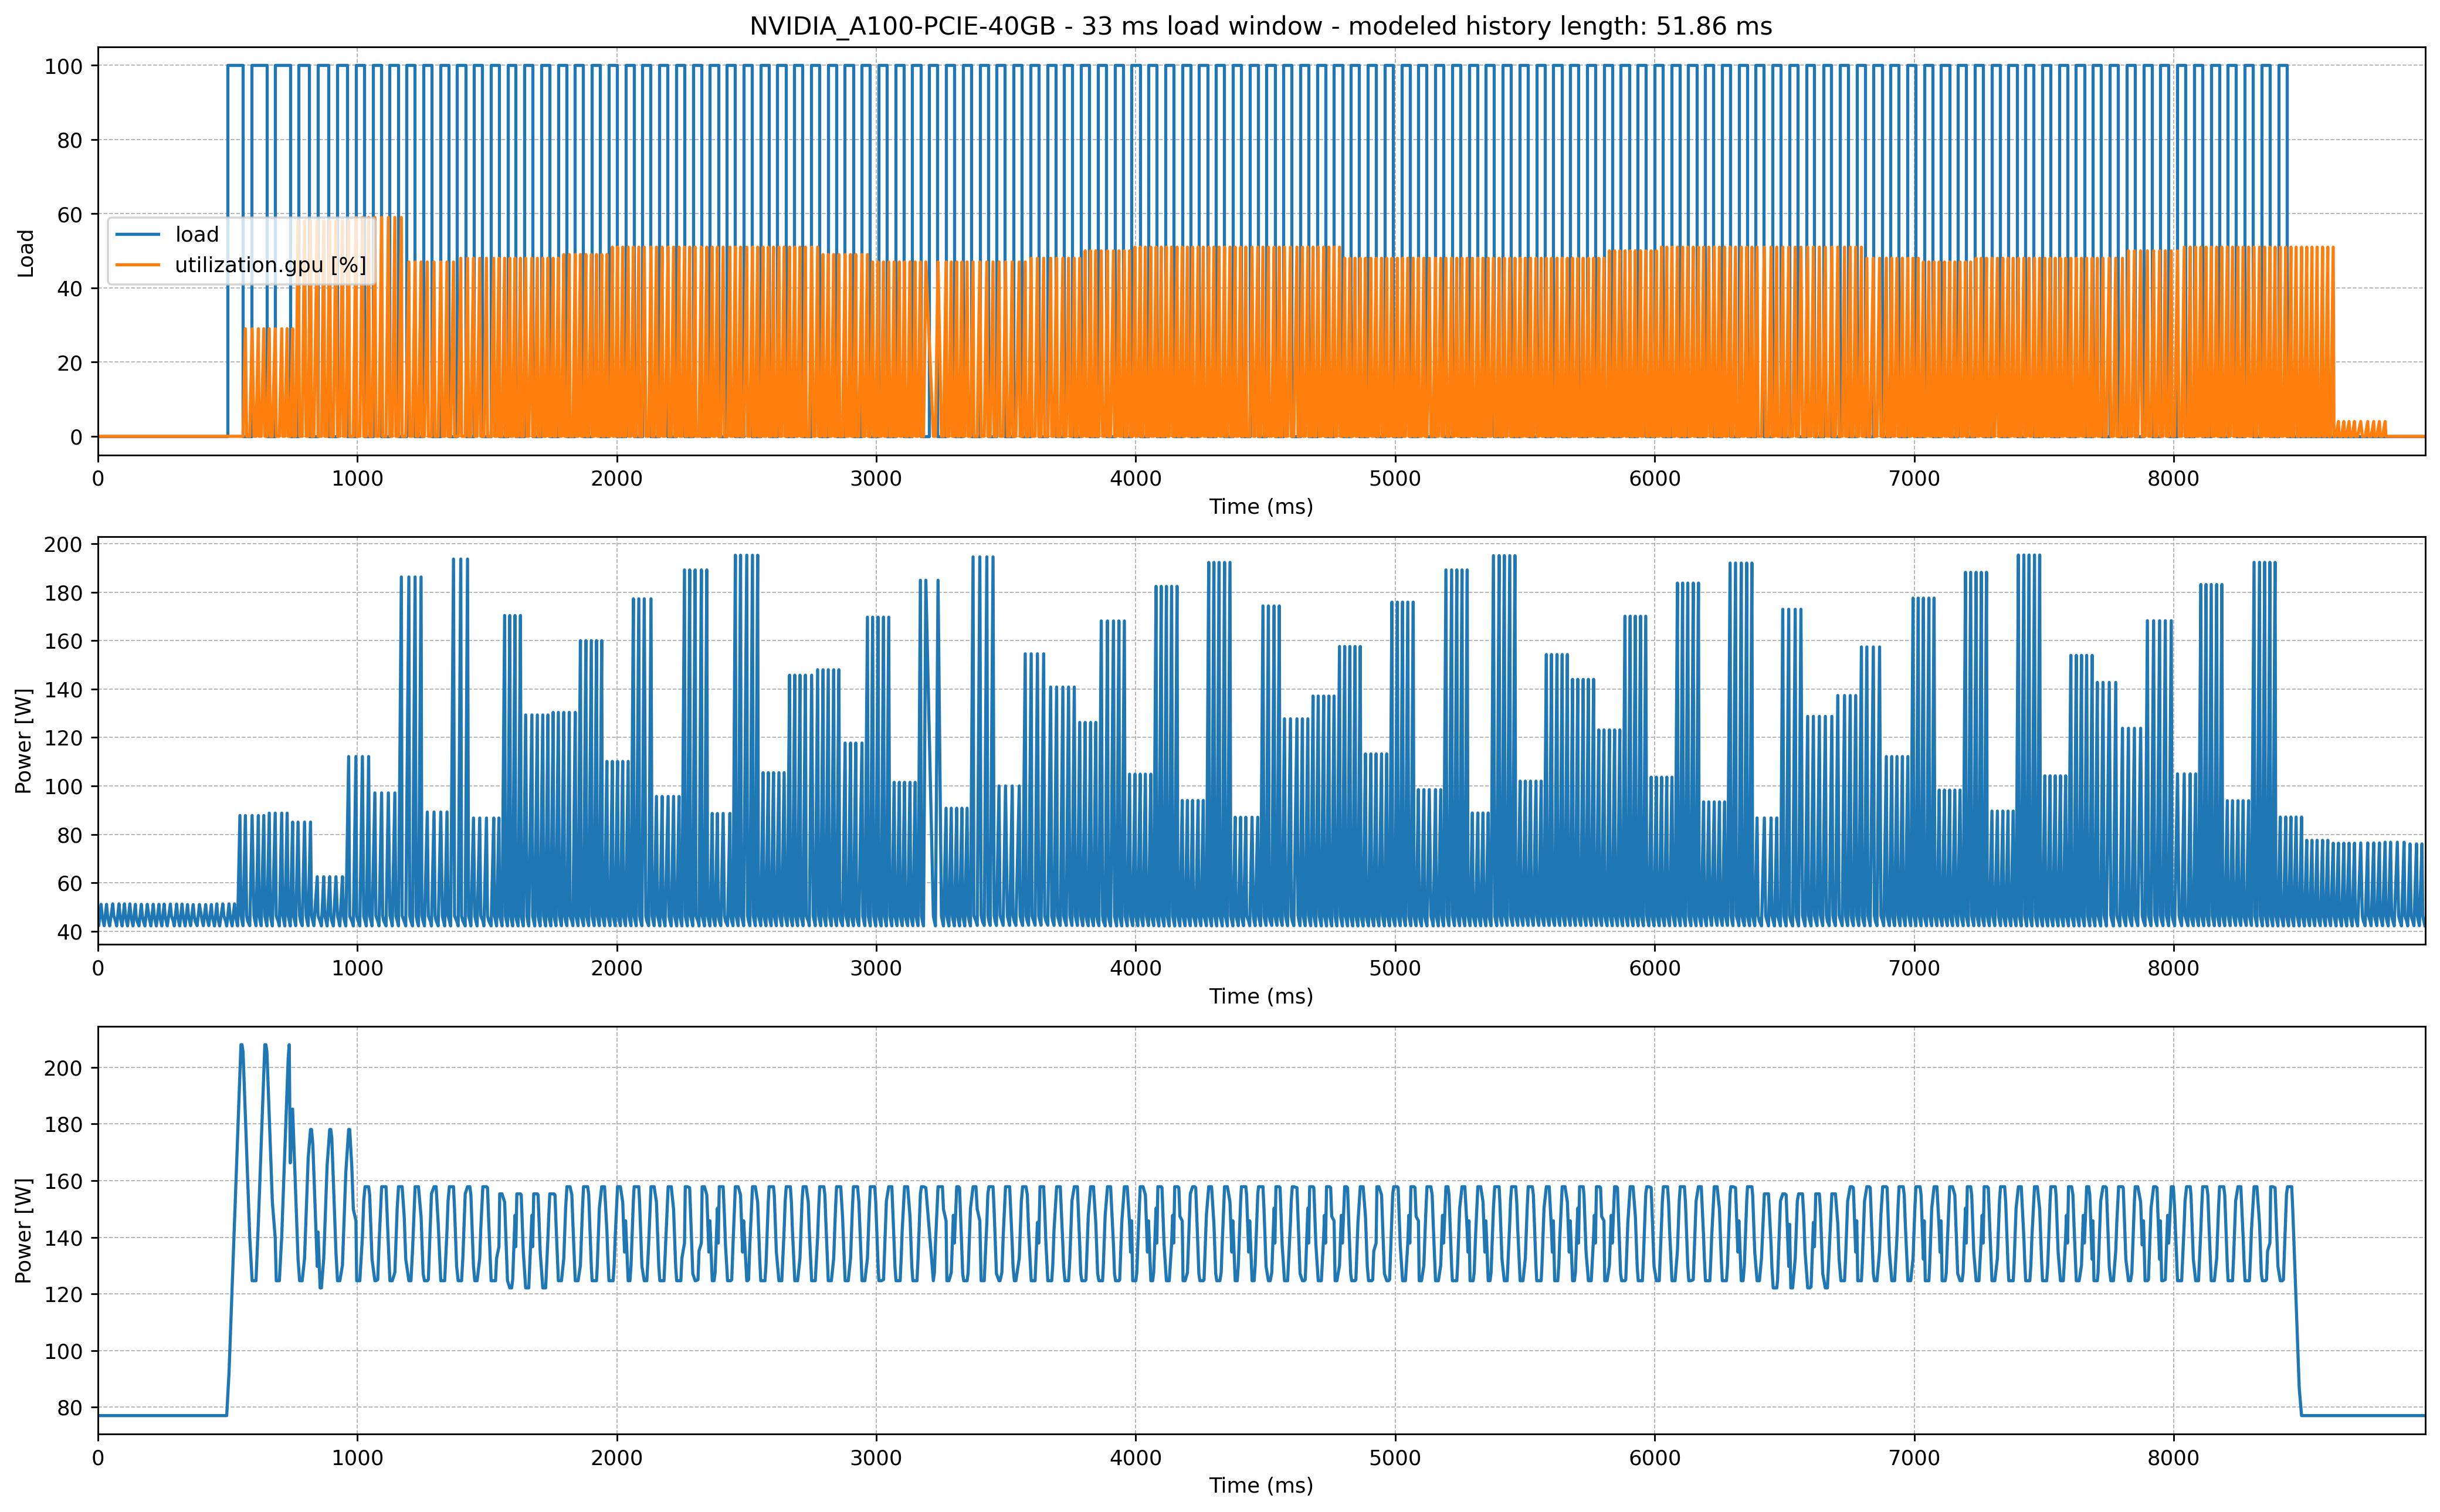 NVIDIA_A100-PCIE-40GB - 33 ms load window - modeled history length: 51.86 ms
100
80
60
40
20
0
Load
load
utilization.gpu [%]
0 1000 2000 3000 4000 5000 6000 7000 8000
Time (ms)
200
180
160
140
120
100
80
60
40
Power [W]
0 1000 2000 3000 4000 5000 6000 7000 8000
Time (ms)
200
180
160
140
120
100
80
Power [W]
0 1000 2000 3000 4000 5000 6000 7000 8000
Time (ms)